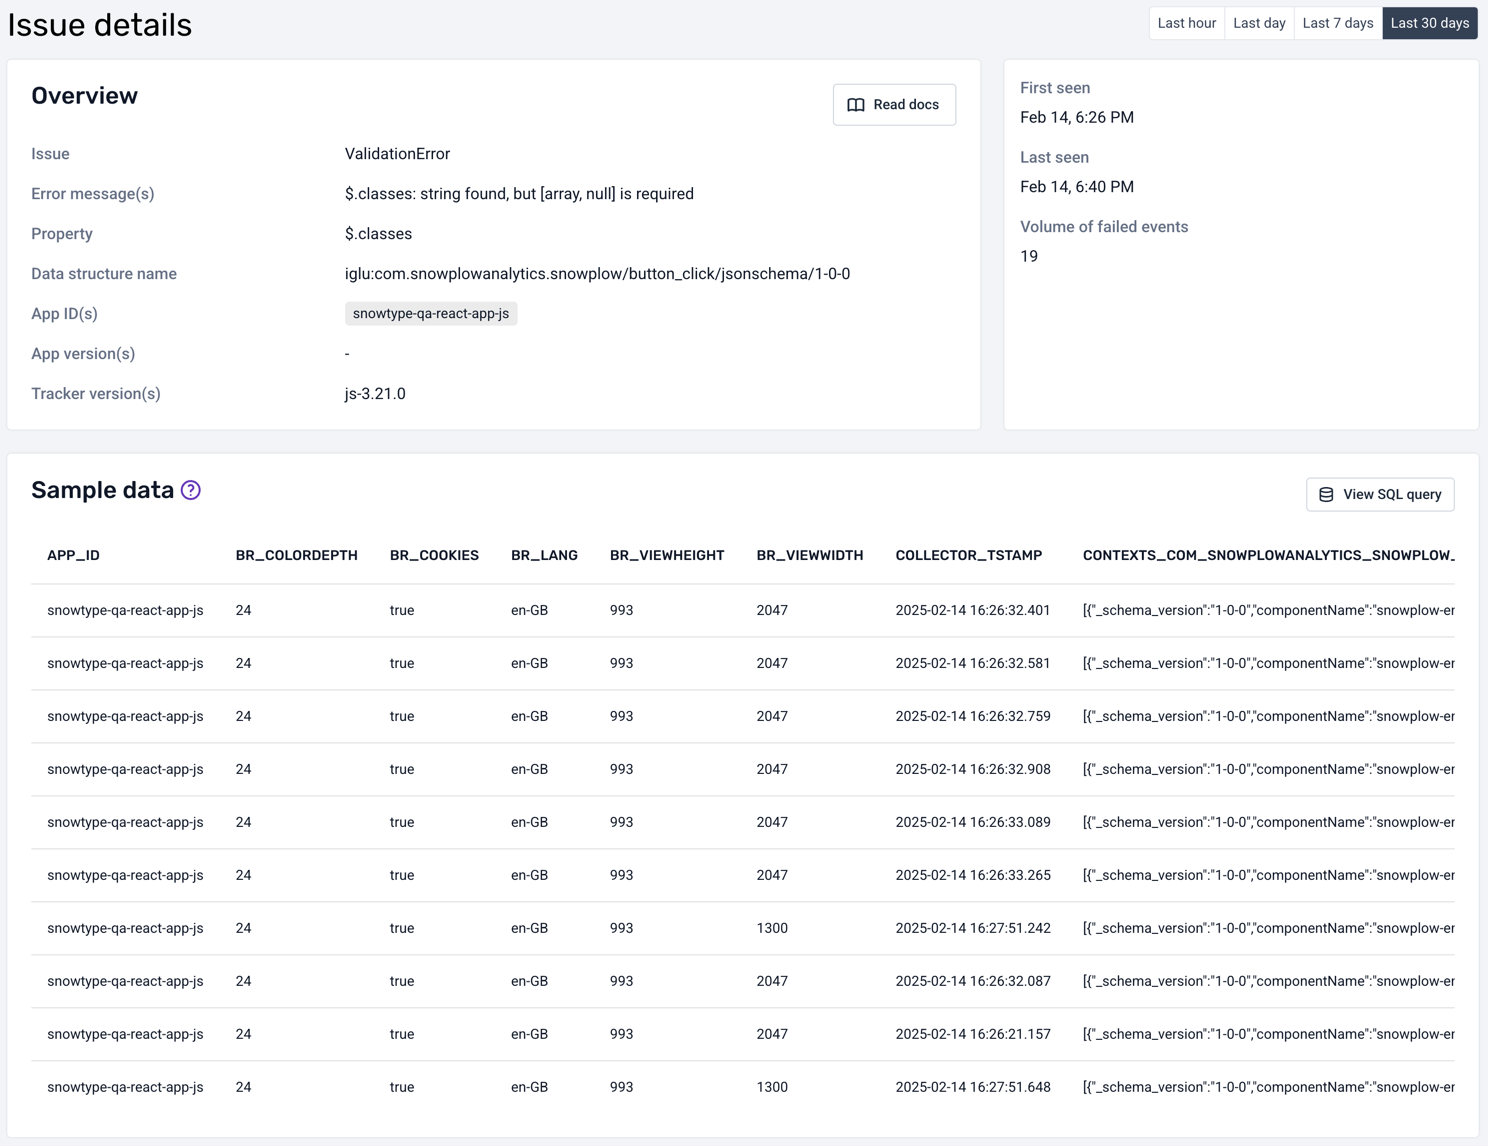 Issue details
Last hour Last day Last 7 days Last 30 days
Overview
Read docs
Issue ValidationError
Error message(s) $.classes: string found, but [array, null] is required
Property $.classes
Data structure name iglu:com.snowplowanalytics.snowplow/button_click/jsonschema/1-0-0
App ID(s) snowtype-qa-react-app-js
App version(s) -
Tracker version(s) js-3.21.0
First seen
Feb 14, 6:26 PM
Last seen
Feb 14, 6:40 PM
Volume of failed events
19
Sample data ?
View SQL query
APP_ID BR_COLORDEPTH BR_COOKIES BR_LANG BR_VIEWHEIGHT BR_VIEWWIDTH COLLECTOR_TSTAMP CONTEXTS_COM_SNOWPLOWANALYTICS_SNOWPLOW_
snowtype-qa-react-app-js 24 true en-GB 993 2047 2025-02-14 16:26:32.401 [{"_schema_version":"1-0-0","componentName":"snowplow-er
snowtype-qa-react-app-js 24 true en-GB 993 2047 2025-02-14 16:26:32.581 [{"_schema_version":"1-0-0","componentName":"snowplow-er
snowtype-qa-react-app-js 24 true en-GB 993 2047 2025-02-14 16:26:32.759 [{"_schema_version":"1-0-0","componentName":"snowplow-er
snowtype-qa-react-app-js 24 true en-GB 993 2047 2025-02-14 16:26:32.908 [{"_schema_version":"1-0-0","componentName":"snowplow-er
snowtype-qa-react-app-js 24 true en-GB 993 2047 2025-02-14 16:26:33.089 [{"_schema_version":"1-0-0","componentName":"snowplow-er
snowtype-qa-react-app-js 24 true en-GB 993 2047 2025-02-14 16:26:33.265 [{"_schema_version":"1-0-0","componentName":"snowplow-er
snowtype-qa-react-app-js 24 true en-GB 993 1300 2025-02-14 16:27:51.242 [{"_schema_version":"1-0-0","componentName":"snowplow-er
snowtype-qa-react-app-js 24 true en-GB 993 2047 2025-02-14 16:26:32.087 [{"_schema_version":"1-0-0","componentName":"snowplow-er
snowtype-qa-react-app-js 24 true en-GB 993 2047 2025-02-14 16:26:21.157 [{"_schema_version":"1-0-0","componentName":"snowplow-er
snowtype-qa-react-app-js 24 true en-GB 993 1300 2025-02-14 16:27:51.648 [{"_schema_version":"1-0-0","componentName":"snowplow-er